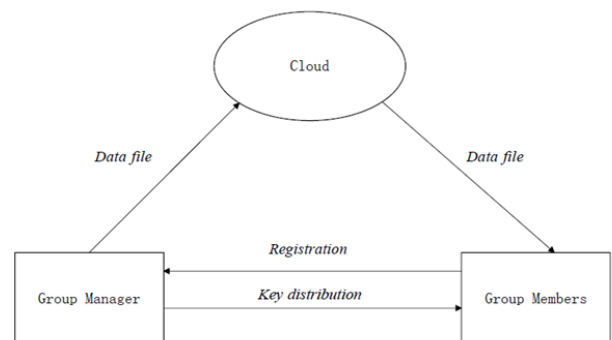 Cloud
Data file
Data file
Registration
Group Manager
Key distribution
Group Members